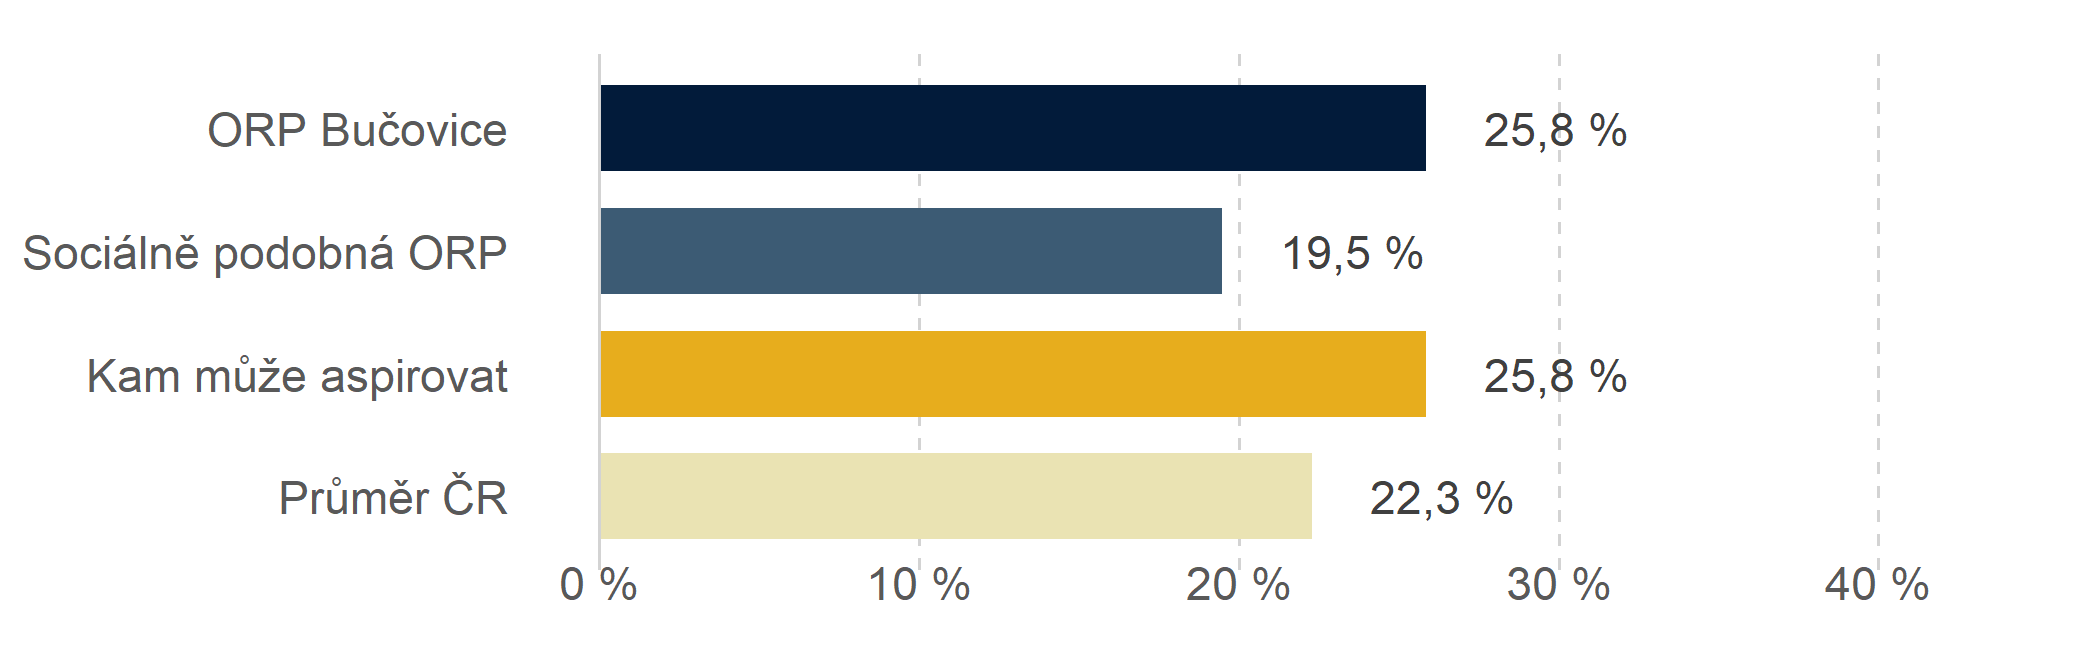 ORP Bučovice 25,8 %
Sociálně podobná ORP 19,5 %
Kam může aspirovat 25,8 %
Průměr ČR 22,3 %
0 % 10 % 20 % 30 % 40 %